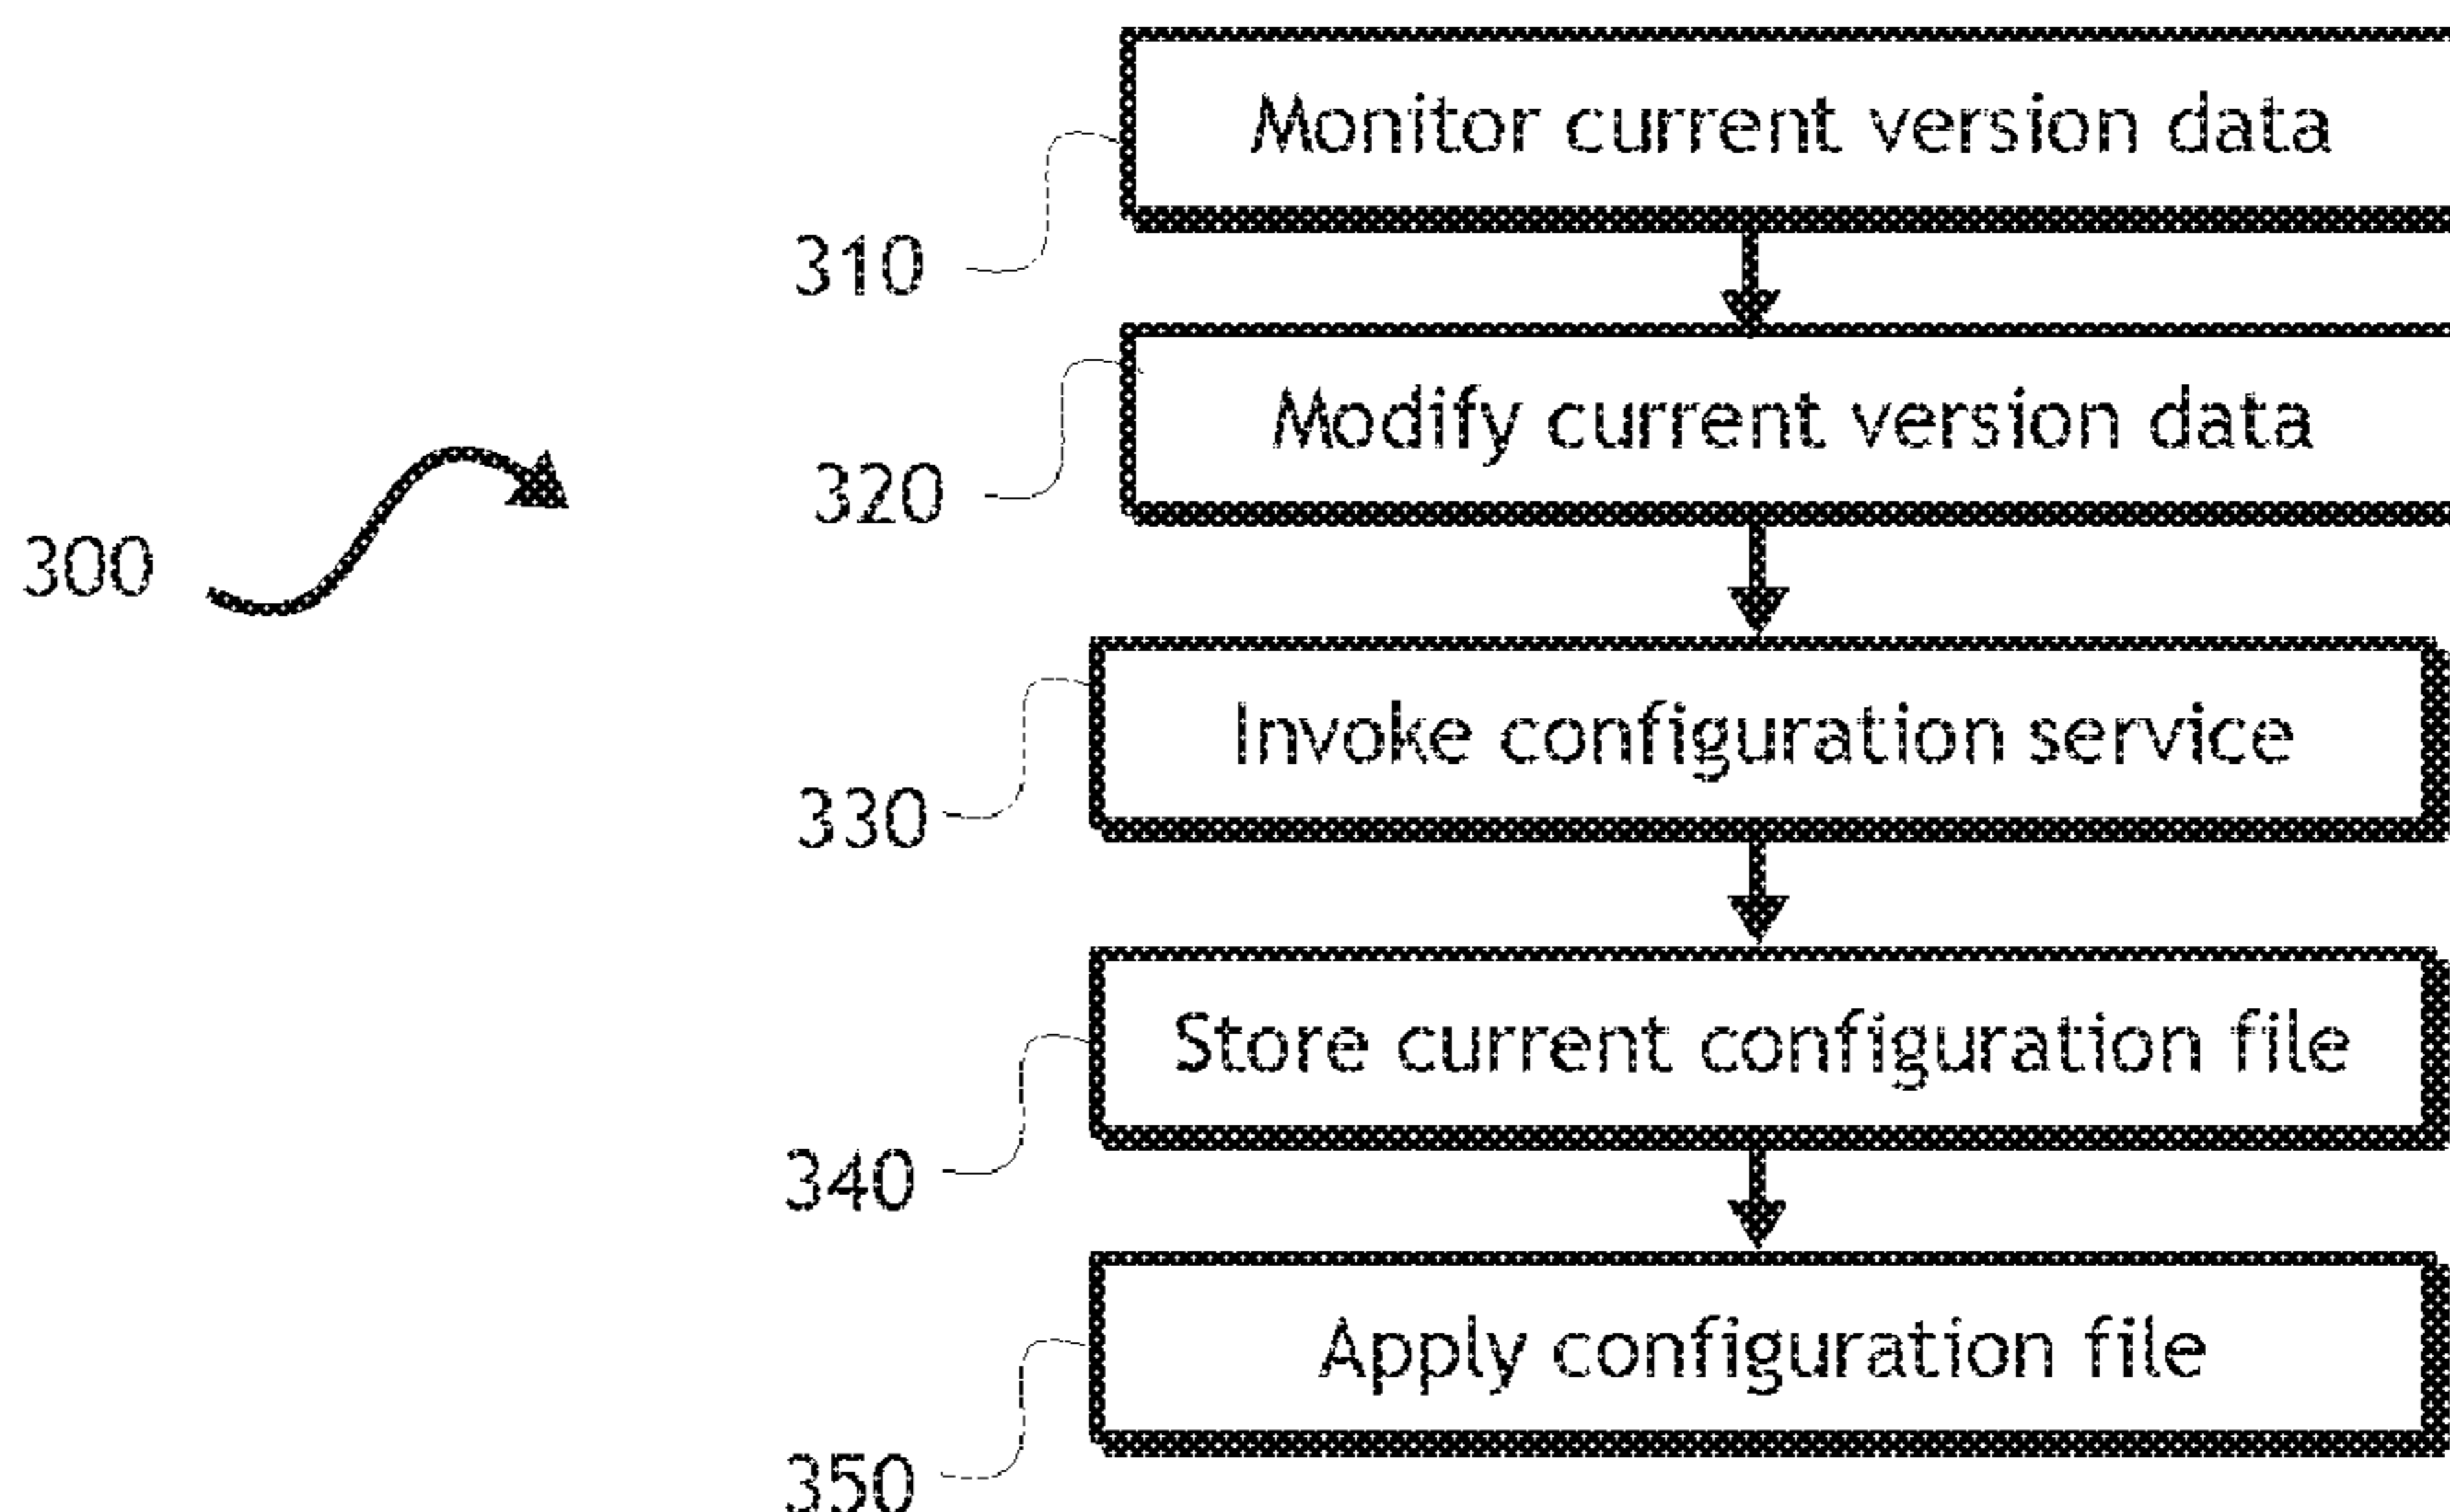 Monitor current version data
310
Modify current version data
320
300
Invoke configuration service
330
Store current configuration file
340
Apply configuration file
350